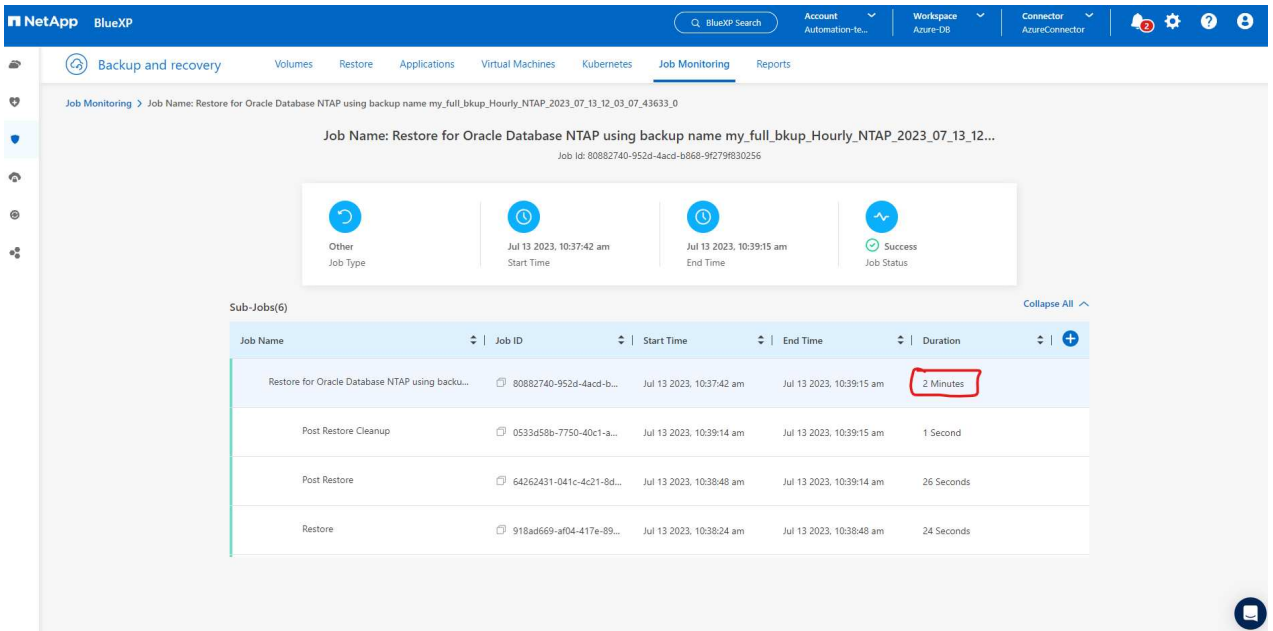 NetApp BlueXP
BlueXP Search
Account
Automation-te...
Workspace
Azure-DB
Connector
AzureConnector
2
Backup and recovery
Volumes
Restore
Applications
Virtual Machines
Kubernetes
Job Monitoring
Reports
Job Monitoring > Job Name: Restore for Oracle Database NTAP using backup name my_full_bkup_Hourly_NTAP_2023_07_13_12_03_07_43633_0
Job Name: Restore for Oracle Database NTAP using backup name my_full_bkup_Hourly_NTAP_2023_07_13_12...
Job Id: 80882740-952d-4acd-b868-9f279f830256
Other
Job Type
Jul 13 2023, 10:37:42 am
Start Time
Jul 13 2023, 10:39:15 am
End Time
Success
Job Status
Sub-Jobs(6)
Collapse All
Job Name | Job ID | Start Time | End Time | Duration |
Restore for Oracle Database NTAP using backu... 80882740-952d-4acd-b... Jul 13 2023, 10:37:42 am Jul 13 2023, 10:39:15 am 2 Minutes
Post Restore Cleanup 0533d58b-7750-40c1-a... Jul 13 2023, 10:39:14 am Jul 13 2023, 10:39:15 am 1 Second
Post Restore 64262431-041c-4c21-8d... Jul 13 2023, 10:38:48 am Jul 13 2023, 10:39:14 am 26 Seconds
Restore 918ad669-af04-417e-89... Jul 13 2023, 10:38:24 am Jul 13 2023, 10:38:48 am 24 Seconds